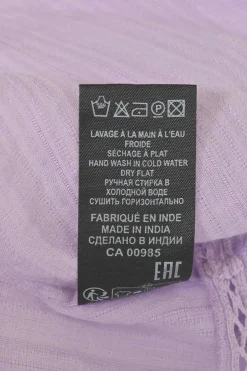 LAVAGE À LA MAIN À L'EAU
FROIDE
SÉCHAGE À PLAT
HAND WASH IN COLD WATER
DRY FLAT
РУЧНАЯ СТИРКА В
ХОЛОДНОЙ ВОДЕ
СУШИТЬ ГОРИЗОНТАЛЬНО
FABRIQUÉ EN INDE
MADE IN INDIA
СДЕЛАНО В ИНДИИ
CA 00985
EAC